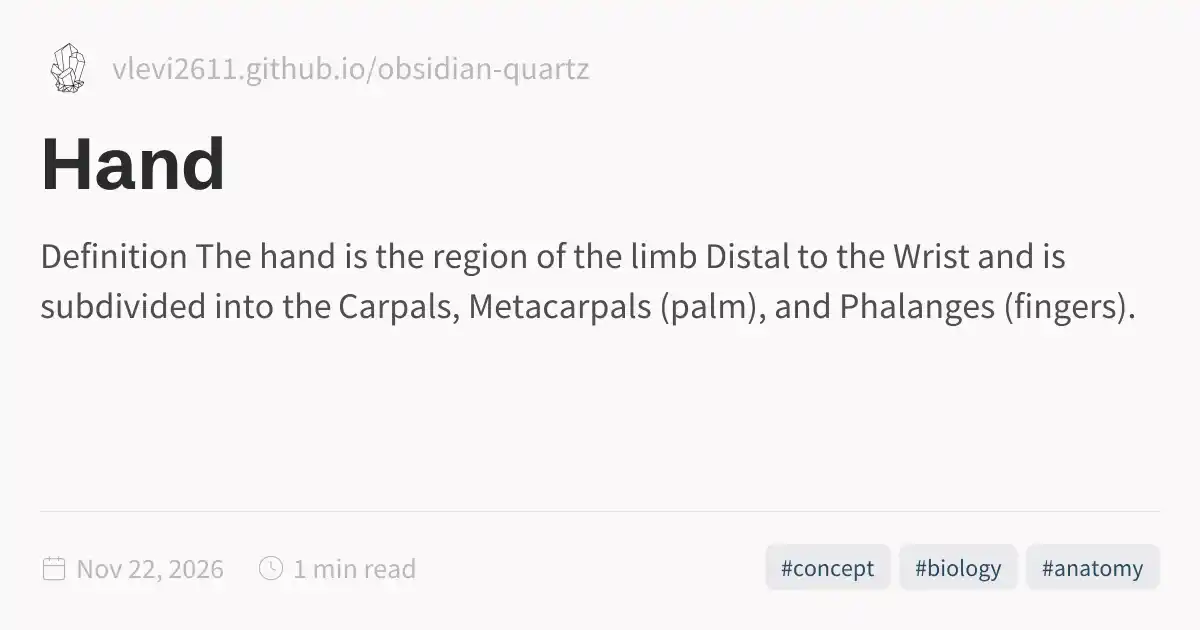 vlevi2611.github.io/obsidian-quartz
Hand
Definition The hand is the region of the limb Distal to the Wrist and is
subdivided into the Carpals, Metacarpals (palm), and Phalanges (fingers).
Nov 22, 2026 1 min read #concept #biology #anatomy